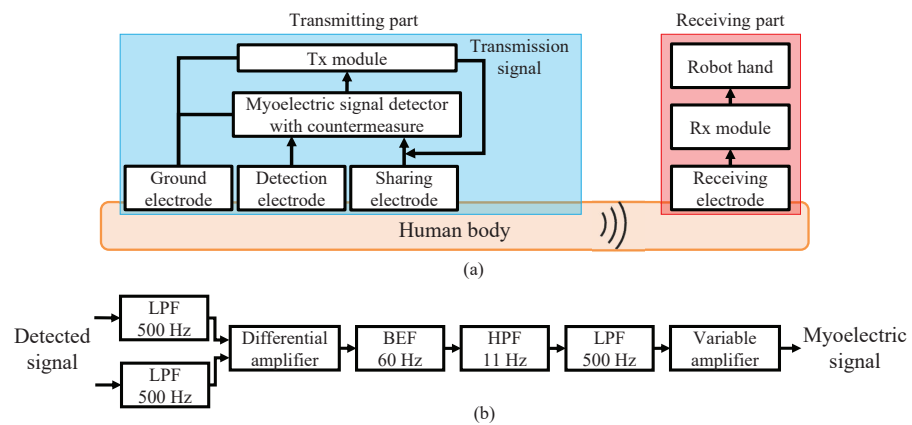 Transmitting part
Receiving part
Tx module
Transmission
signal
Robot hand
Myoelectric signal detector
with countermeasure
Rx module
Ground
electrode
Detection
electrode
Sharing
electrode
Receiving
electrode
Human body
(a)
Detected
signal
LPF
500 Hz
LPF
500 Hz
Differential
amplifier
BEF
60 Hz
HPF
11 Hz
LPF
500 Hz
Variable
amplifier
Myoelectric
signal
(b)